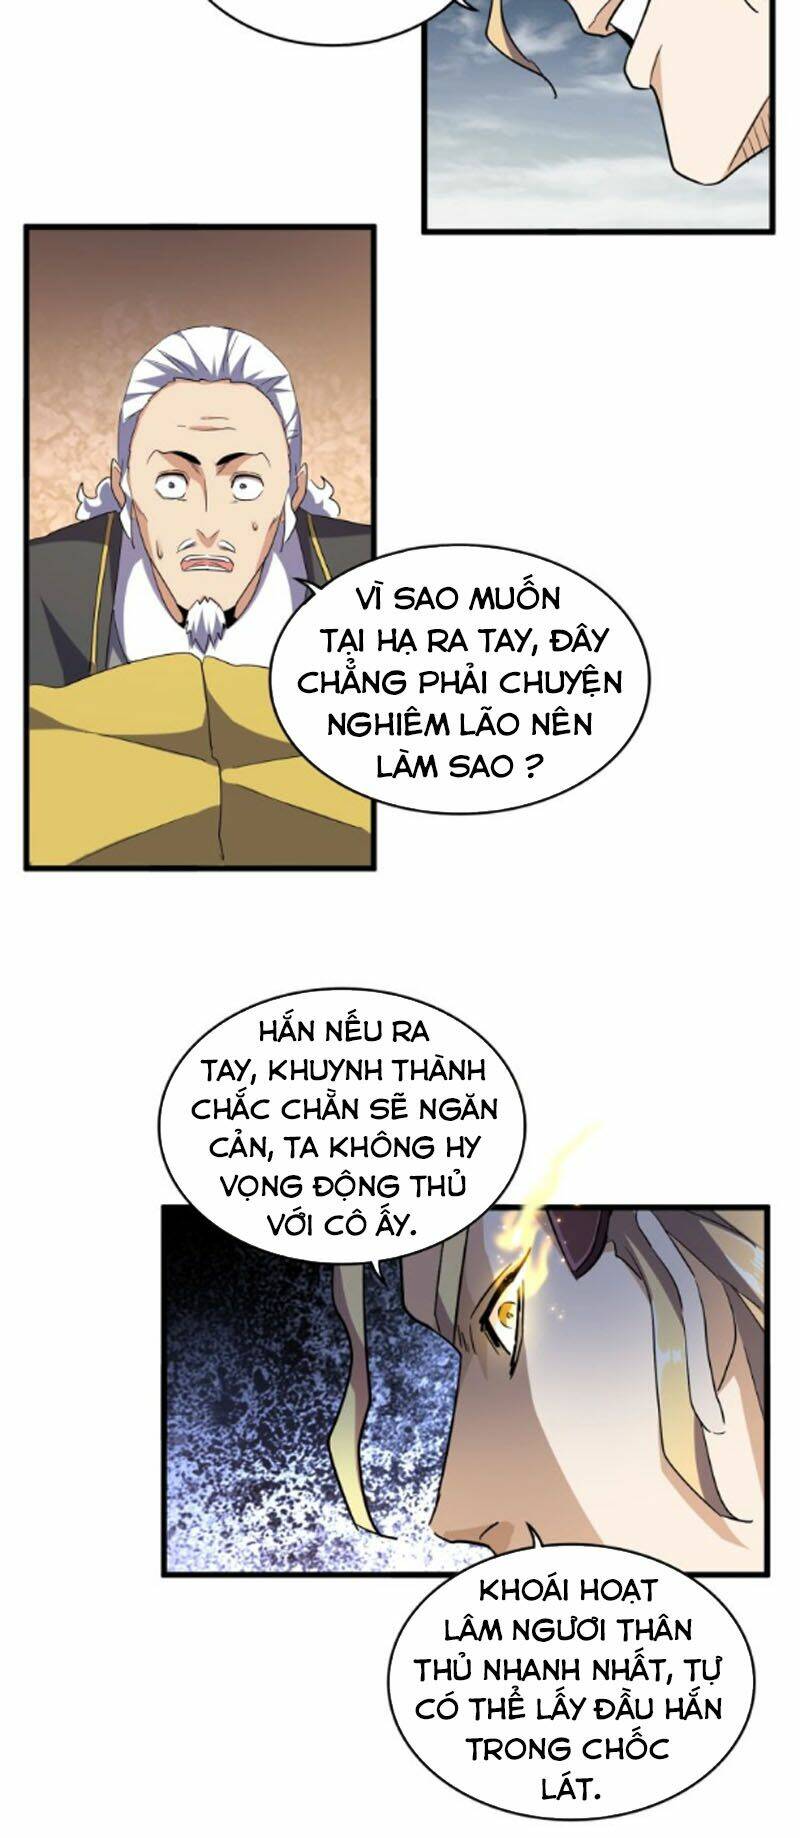 VÌ SAO MUỐN
TẠI HẠ RA TAY, ĐÂY
CHẲNG PHẢI CHUYỆN
NGHIÊM LÃO NÊN
LÀM SAO ?
HẮN NẾU RA
TAY, KHUYNH THÀNH
CHẮC CHẰN SẼ NGĂN
CẢN, TA KHÔNG HY
VỌNG ĐỘNG THỦ
VỚI CÔ ẤY.
KHOÁI HOẠT
LÂM NGƯƠI THÂN
THỦ NHANH NHẤT, TỰ
CÓ THỂ LẤY ĐẦU HẮN
TRONG CHỐC
LÁT.